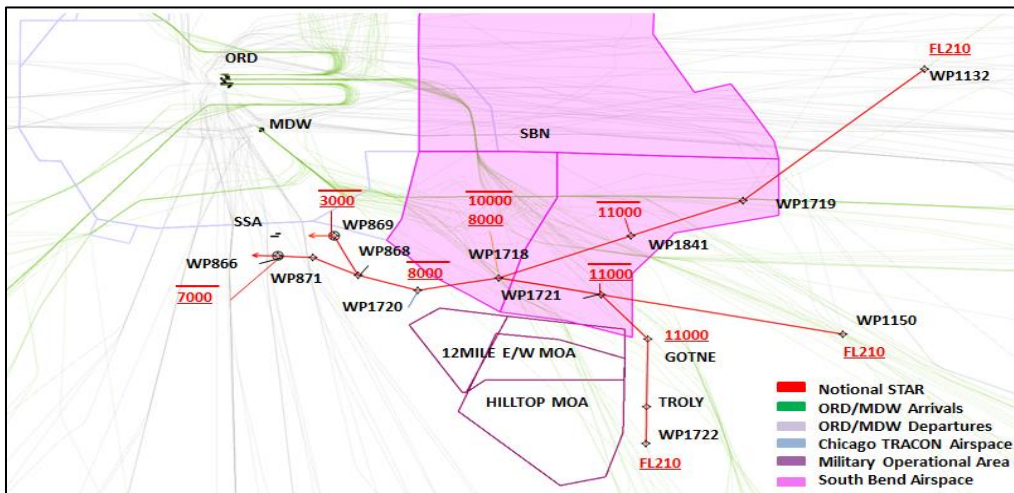 ORD
FL210
WP1132
MDW
SBN
3000
10000
8000
11000
WP1719
SSA
WP869
WP868
WP1718
WP1841
WP866
WP871
8000
WP1721
11000
7000
WP1720
WP1150
11000
FL210
12MILE E/W MOA
GOTNE
HILLTOP MOA
TROLY
WP1722
FL210
Notional STAR
ORD/MDW Arrivals
ORD/MDW Departures
Chicago TRACON Airspace
Military Operational Area
South Bend Airspace